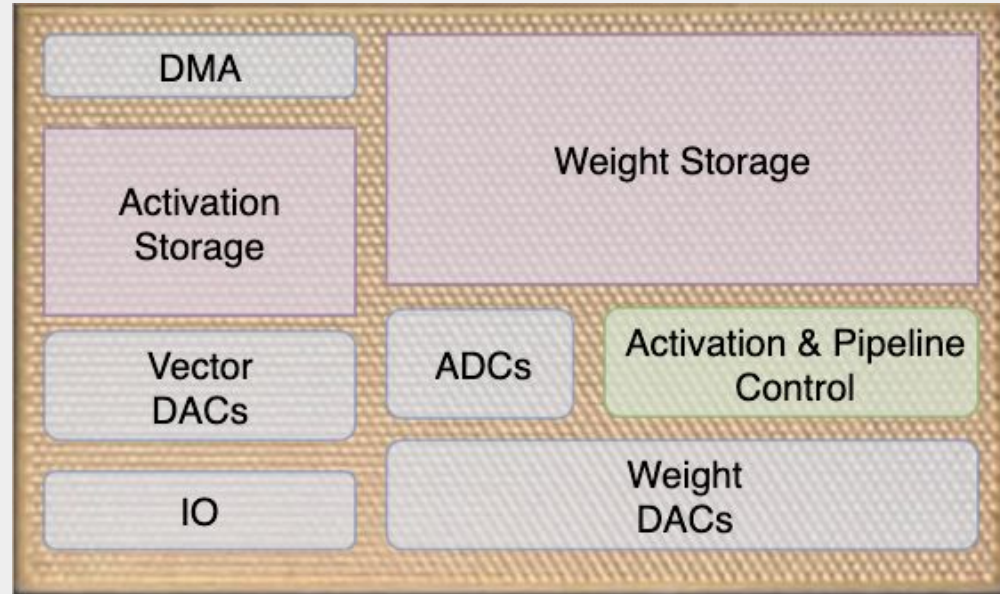 DMA
Activation
Storage
Vector
DACs
IO
Weight Storage
ADCs
Activation & Pipeline
Control
Weight
DACs